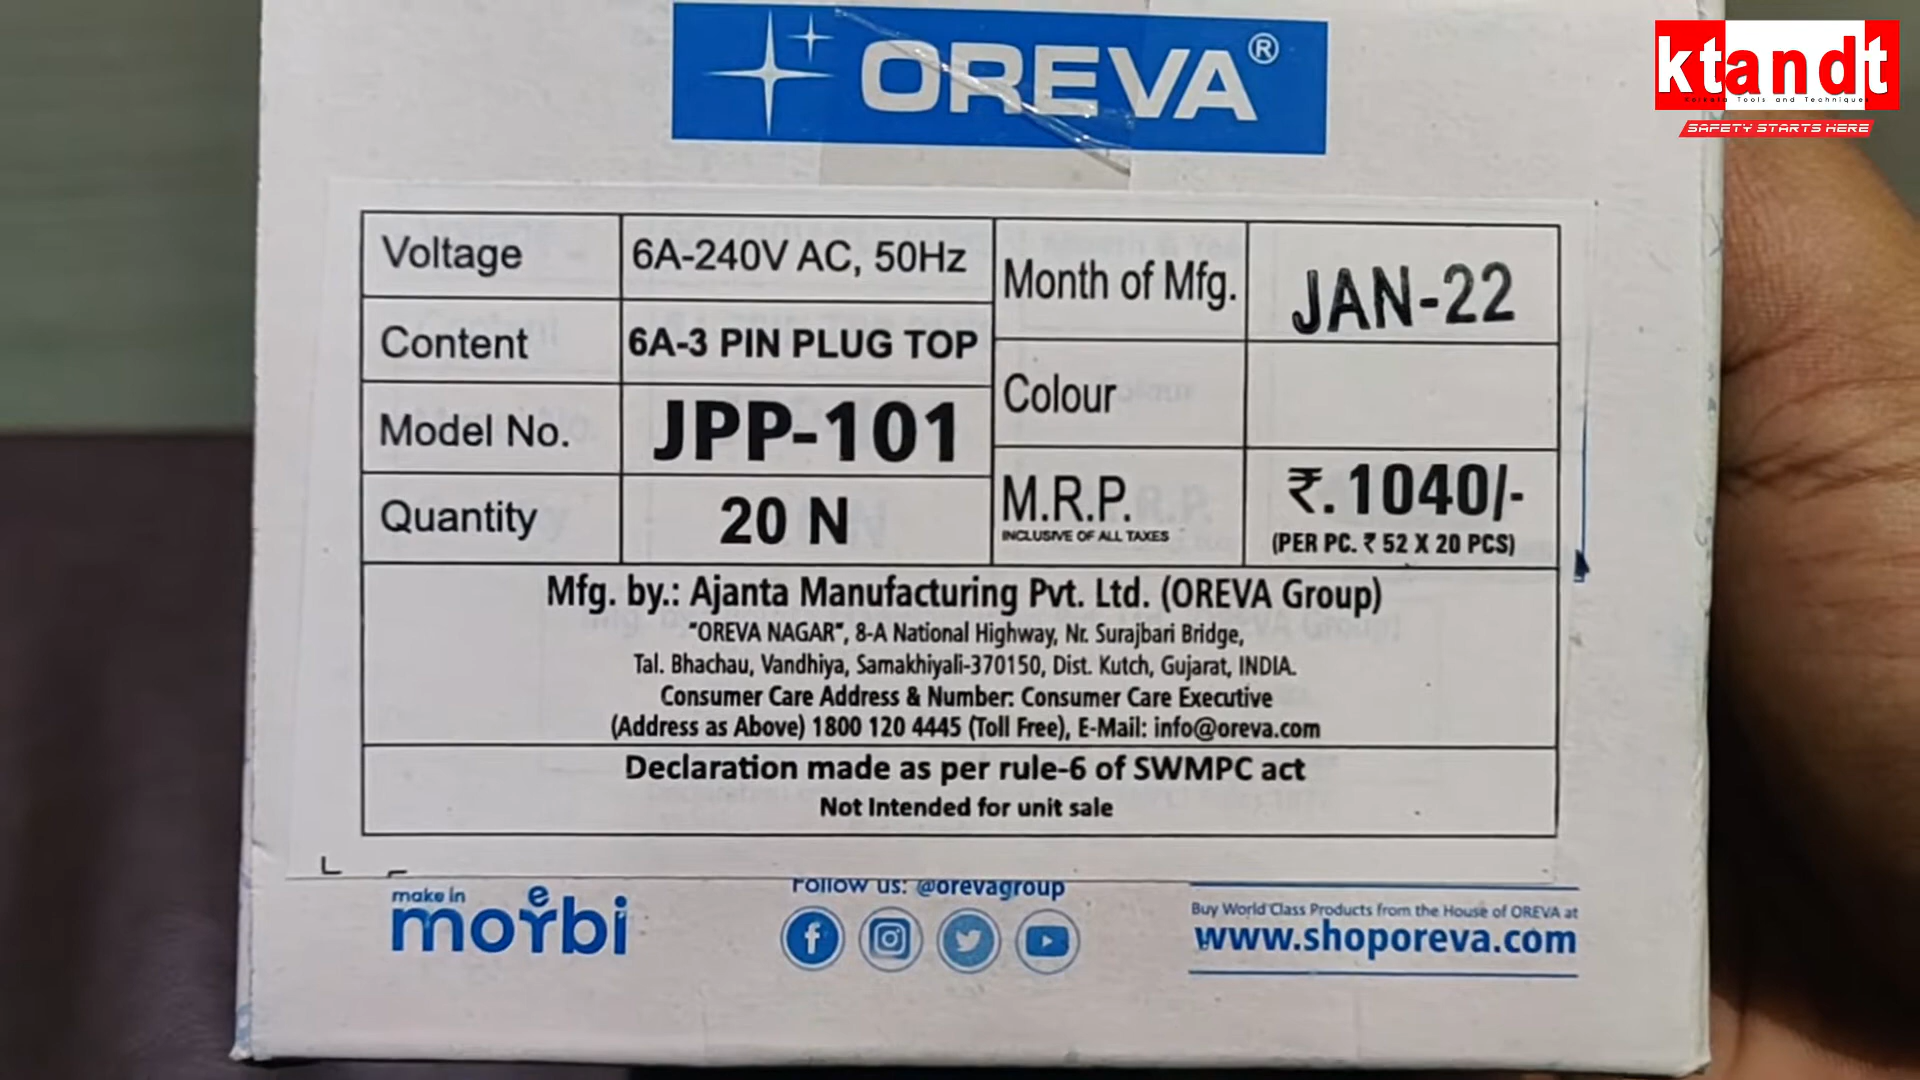 OREVA®
ktandt
Kolkata Tools and Techniques
SAFETY STARTS HERE
Voltage 6A-240V AC, 50Hz
Content 6A-3 PIN PLUG TOP
Model No. JPP-101
Quantity 20 N
Month of Mfg. JAN-22
Colour
M.R.P. ₹.1040/-
INCLUSIVE OF ALL TAXES (PER PC. ₹ 52 X 20 PCS)
Mfg. by.: Ajanta Manufacturing Pvt. Ltd. (OREVA Group)
"OREVA NAGAR", 8-A National Highway, Nr. Surajbari Bridge,
Tal. Bhachau, Vandhiya, Samakhiyali-370150, Dist. Kutch, Gujarat, INDIA.
Consumer Care Address & Number: Consumer Care Executive
(Address as Above) 1800 120 4445 (Toll Free), E-Mail: info@oreva.com
Declaration made as per rule-6 of SWMPC act
Not Intended for unit sale
make in
morbi
e
Follow us: @orevagroup
Buy World Class Products from the House of OREVA at
www.shoporeva.com